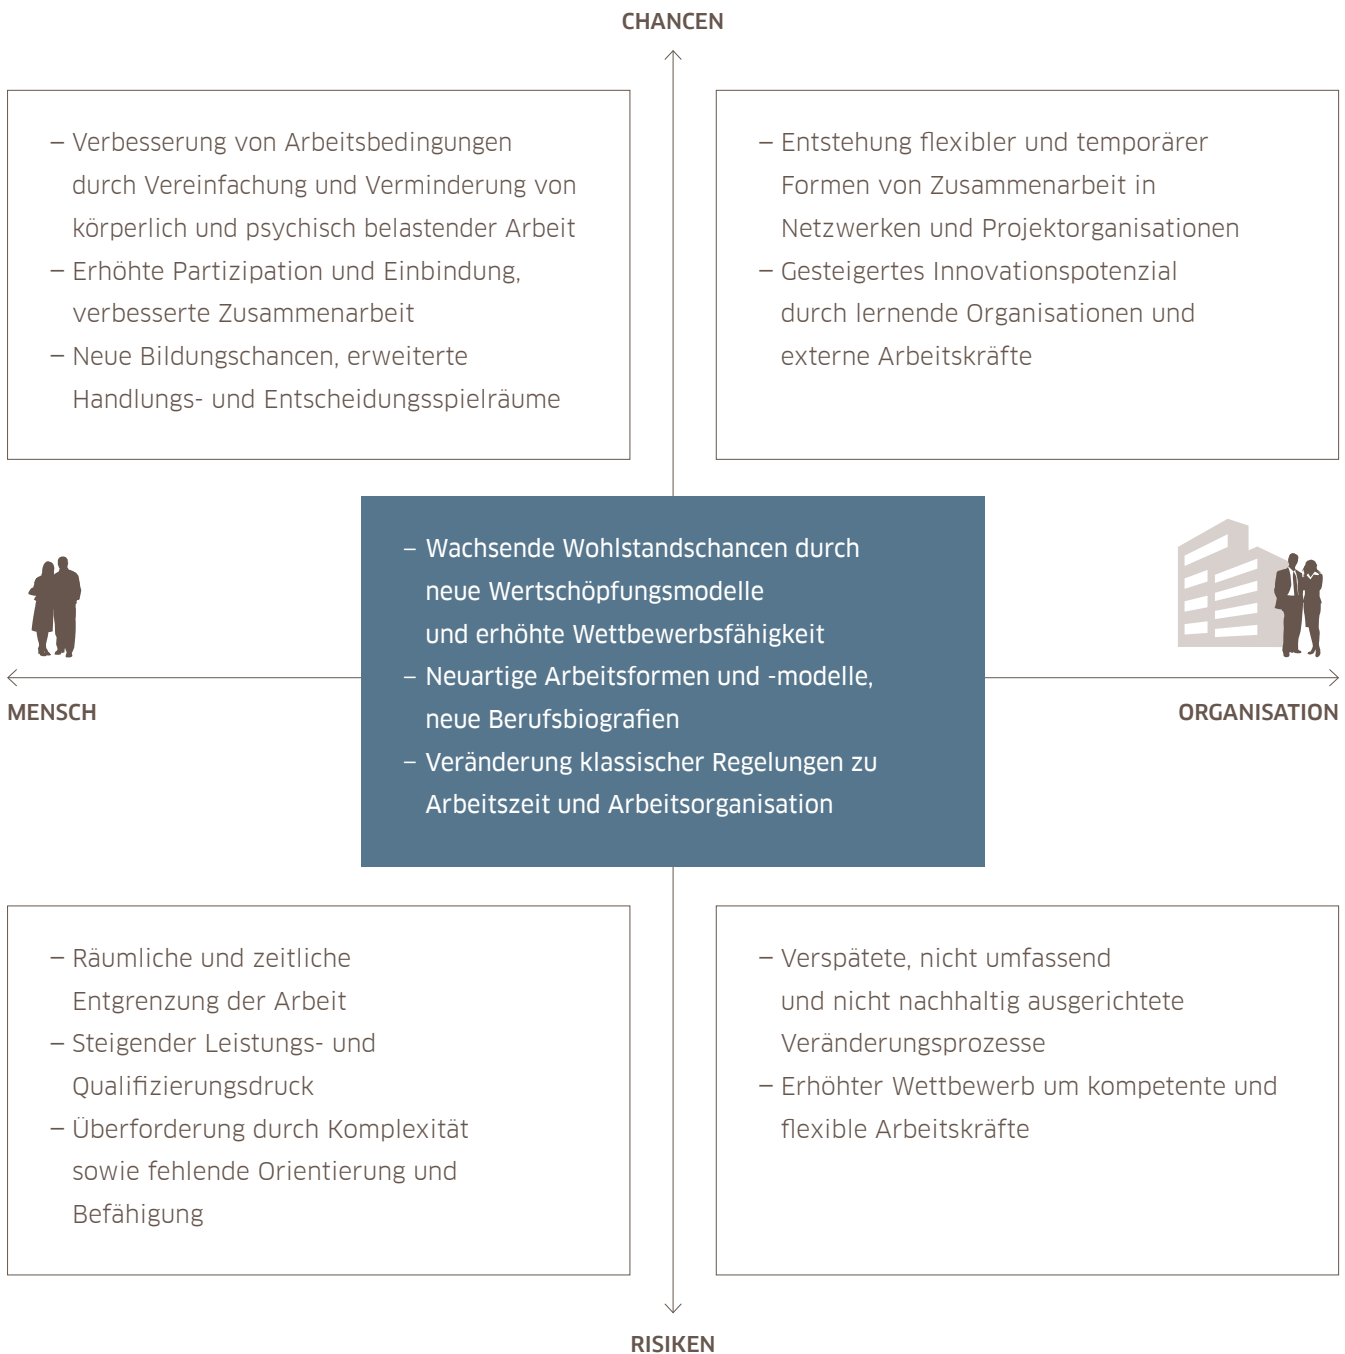 CHANCEN
– Verbesserung von Arbeitsbedingungen
durch Vereinfachung und Verminderung von
körperlich und psychisch belastender Arbeit
– Erhöhte Partizipation und Einbindung,
verbesserte Zusammenarbeit
– Neue Bildungschancen, erweiterte
Handlungs- und Entscheidungsspielräume
– Entstehung flexibler und temporärer
Formen von Zusammenarbeit in
Netzwerken und Projektorganisationen
– Gesteigertes Innovationspotenzial
durch lernende Organisationen und
externe Arbeitskräfte
– Wachsende Wohlstandschancen durch
neue Wertschöpfungsmodelle
und erhöhte Wettbewerbsfähigkeit
– Neuartige Arbeitsformen und -modelle,
neue Berufsbiografien
– Veränderung klassischer Regelungen zu
Arbeitszeit und Arbeitsorganisation
MENSCH
ORGANISATION
– Räumliche und zeitliche
Entgrenzung der Arbeit
– Steigender Leistungs- und
Qualifizierungsdruck
– Überforderung durch Komplexität
sowie fehlende Orientierung und
Befähigung
– Verspätete, nicht umfassend
und nicht nachhaltig ausgerichtete
Veränderungsprozesse
– Erhöhter Wettbewerb um kompetente und
flexible Arbeitskräfte
RISIKEN